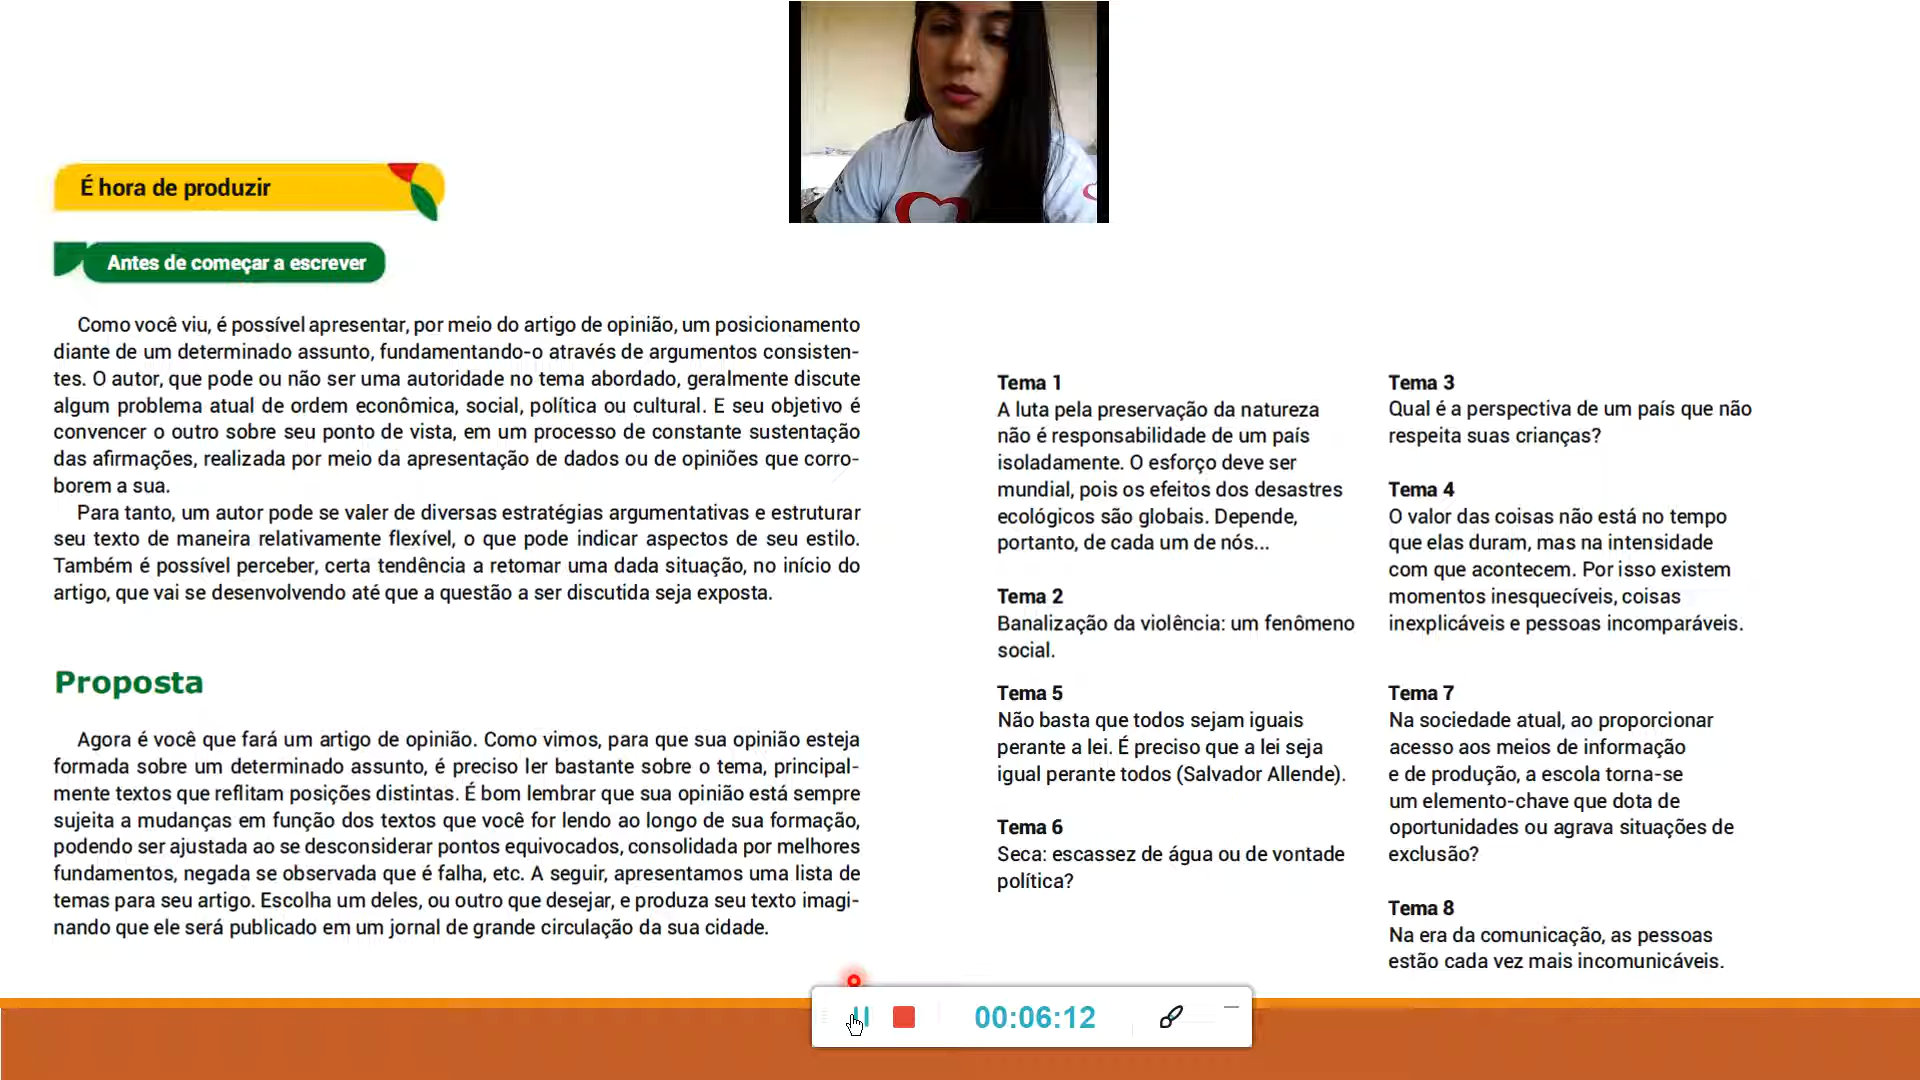 É hora de produzir
Antes de começar a escrever
Como você viu, é possível apresentar, por meio do artigo de opinião, um posicionamento
diante de um determinado assunto, fundamentando-o através de argumentos consisten-
tes. O autor, que pode ou não ser uma autoridade no tema abordado, geralmente discute
algum problema atual de ordem econômica, social, política ou cultural. E seu objetivo é
convencer o outro sobre seu ponto de vista, em um processo de constante sustentação
das afirmações, realizada por meio da apresentação de dados ou de opiniões que corro-
borem a sua.
Para tanto, um autor pode se valer de diversas estratégias argumentativas e estruturar
seu texto de maneira relativamente flexível, o que pode indicar aspectos de seu estilo.
Também é possível perceber, certa tendência a retomar uma dada situação, no início do
artigo, que vai se desenvolvendo até que a questão a ser discutida seja exposta.
Proposta
Agora é você que fará um artigo de opinião. Como vimos, para que sua opinião esteja
formada sobre um determinado assunto, é preciso ler bastante sobre o tema, principal-
mente textos que reflitam posições distintas. É bom lembrar que sua opinião está sempre
sujeita a mudanças em função dos textos que você for lendo ao longo de sua formação,
podendo ser ajustada ao se desconsiderar pontos equivocados, consolidada por melhores
fundamentos, negada se observada que é falha, etc. A seguir, apresentamos uma lista de
temas para seu artigo. Escolha um deles, ou outro que desejar, e produza seu texto imagi-
nando que ele será publicado em um jornal de grande circulação da sua cidade.
Tema 1
A luta pela preservação da natureza
não é responsabilidade de um país
isoladamente. O esforço deve ser
mundial, pois os efeitos dos desastres
ecológicos são globais. Depende,
portanto, de cada um de nós...
Tema 2
Banalização da violência: um fenômeno
social.
Tema 3
Qual é a perspectiva de um país que não
respeita suas crianças?
Tema 4
O valor das coisas não está no tempo
que elas duram, mas na intensidade
com que acontecem. Por isso existem
momentos inesquecíveis, coisas
inexplicáveis e pessoas incomparáveis.
Tema 5
Não basta que todos sejam iguais
perante a lei. É preciso que a lei seja
igual perante todos (Salvador Allende).
Tema 6
Seca: escassez de água ou de vontade
política?
Tema 7
Na sociedade atual, ao proporcionar
acesso aos meios de informação
e de produção, a escola torna-se
um elemento-chave que dota de
oportunidades ou agrava situações de
exclusão?
Tema 8
Na era da comunicação, as pessoas
estão cada vez mais incomunicáveis.
00:06:12